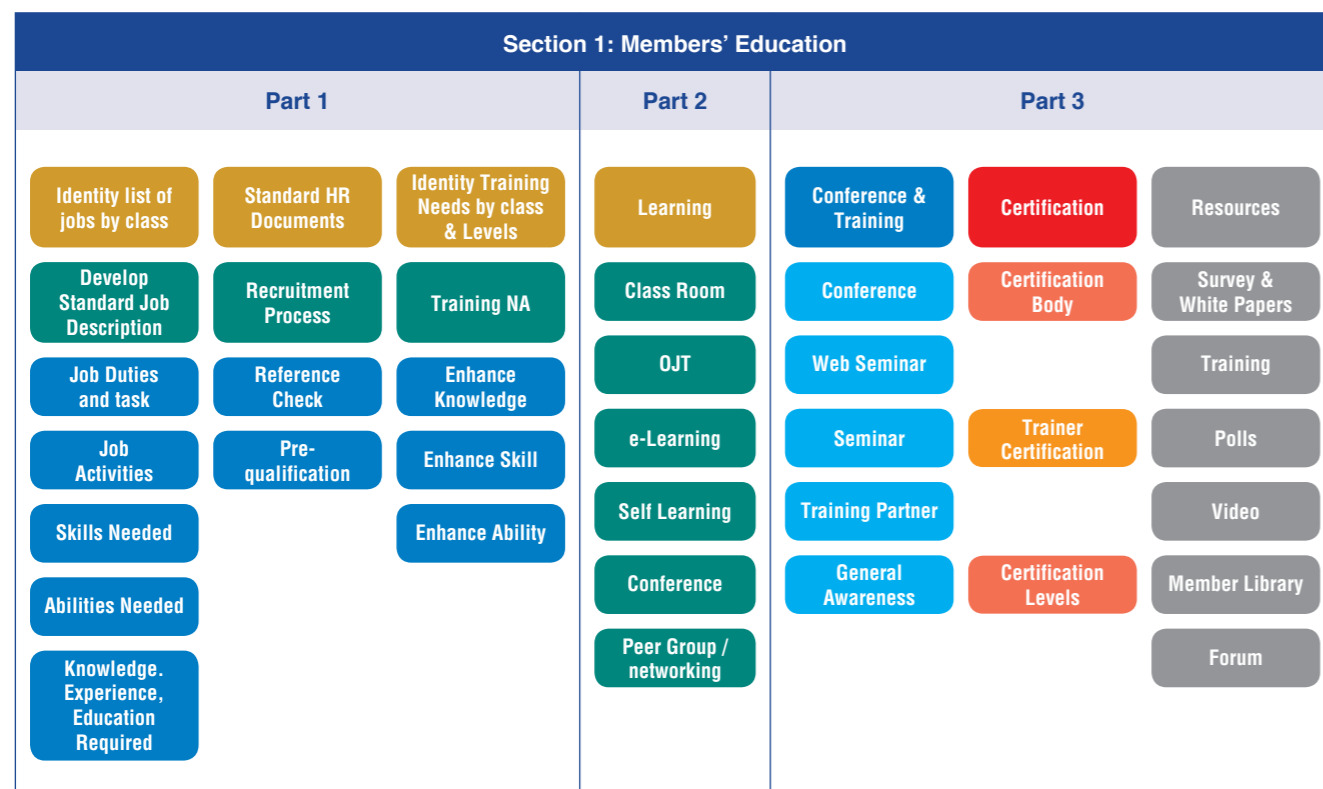 Section 1: Members’ Education
Part 1
Part 2
Part 3
Identity list of
jobs by class
Develop
Standard Job
Description
Job Duties
and task
Job
Activities
Skills Needed
Abilities Needed
Knowledge.
Experience,
Education
Required
Standard HR
Documents
Recruitment
Process
Reference
Check
Pre-
qualification
Identity Training
Needs by class
& Levels
Training NA
Enhance
Knowledge
Enhance Skill
Enhance Ability
Learning
Class Room
OJT
e-Learning
Self Learning
Conference
Peer Group /
networking
Conference &
Training
Conference
Web Seminar
Seminar
Training Partner
General
Awareness
Certification
Certification
Body
Trainer
Certification
Certification
Levels
Resources
Survey &
White Papers
Training
Polls
Video
Member Library
Forum